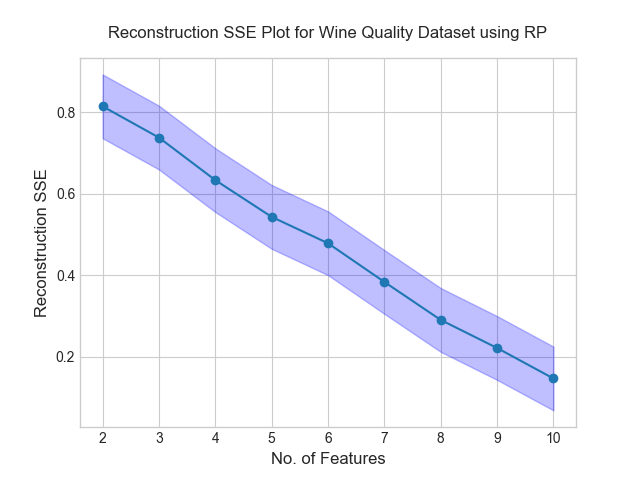 Reconstruction SSE Plot for Wine Quality Dataset using RP
Reconstruction SSE
0.8
0.6
0.4
0.2
2 3 4 5 6 7 8 9 10
No. of Features